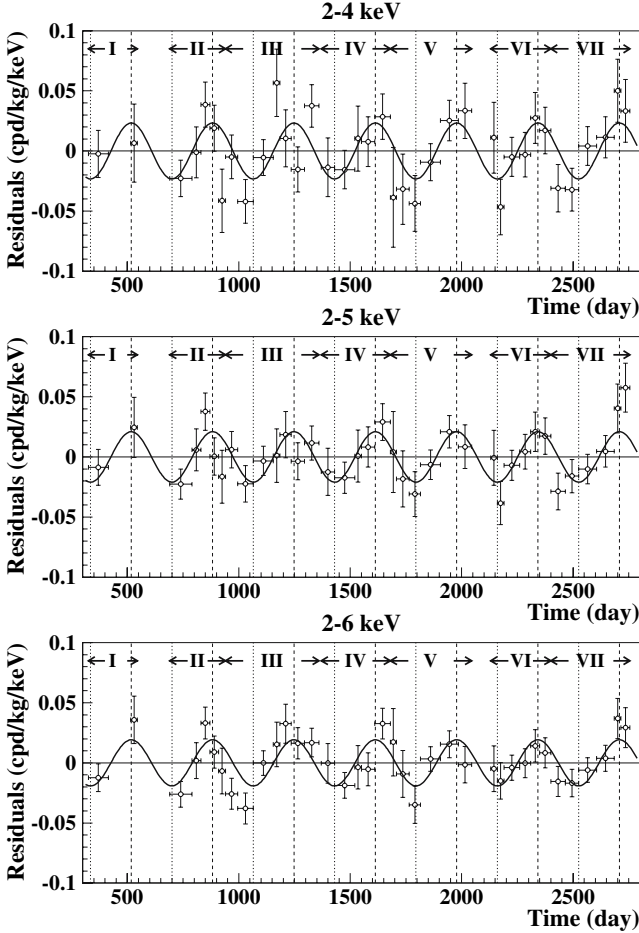 2-4 keV
Residuals (cpd/kg/keV)
0.1
0.05
0
-0.05
-0.1
I II III IV V VI VII
500 1000 1500 2000 2500
Time (day)
2-5 keV
Residuals (cpd/kg/keV)
0.1
0.05
0
-0.05
-0.1
I II III IV V VI VII
500 1000 1500 2000 2500
Time (day)
2-6 keV
Residuals (cpd/kg/keV)
0.1
0.05
0
-0.05
-0.1
I II III IV V VI VII
500 1000 1500 2000 2500
Time (day)